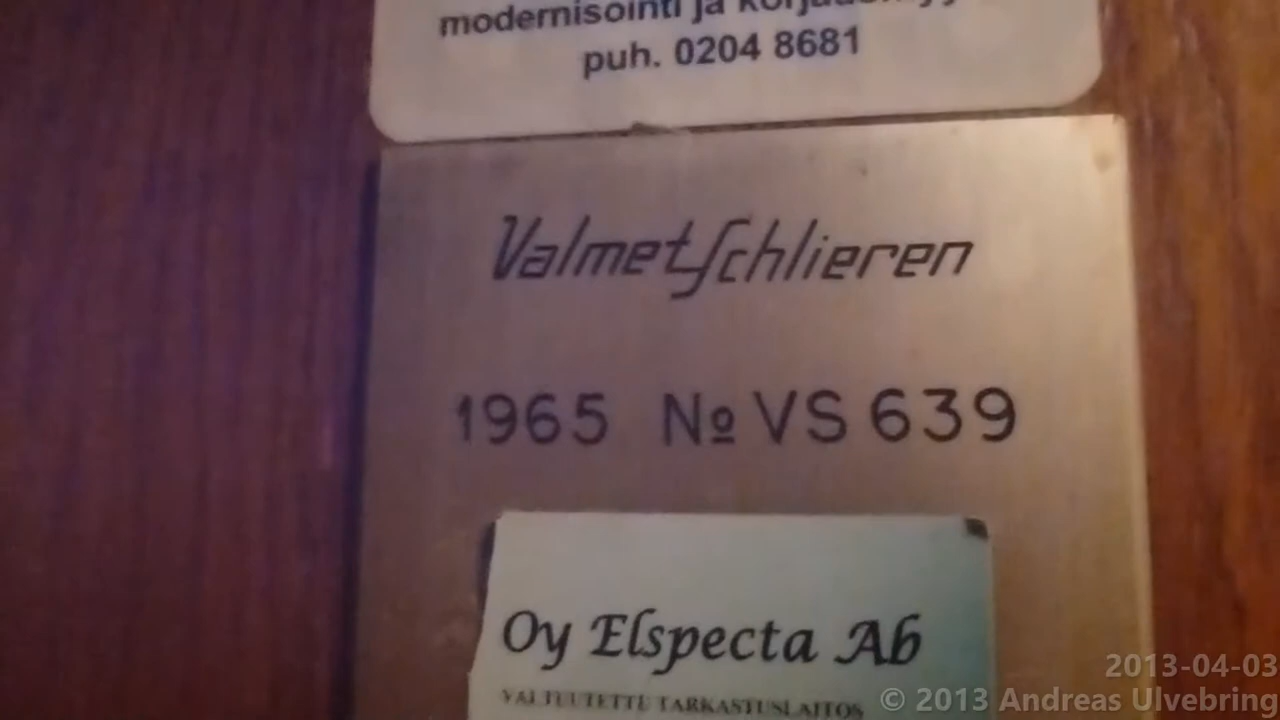 modernisointi ja
puh. 0204 8681
Valmet Schlieren
1965 № VS 639
Oy Elspecta Ab
VALTUUTETTU TARKASTUSLAITOS
2013-04-03
© 2013 Andreas Ulvebring